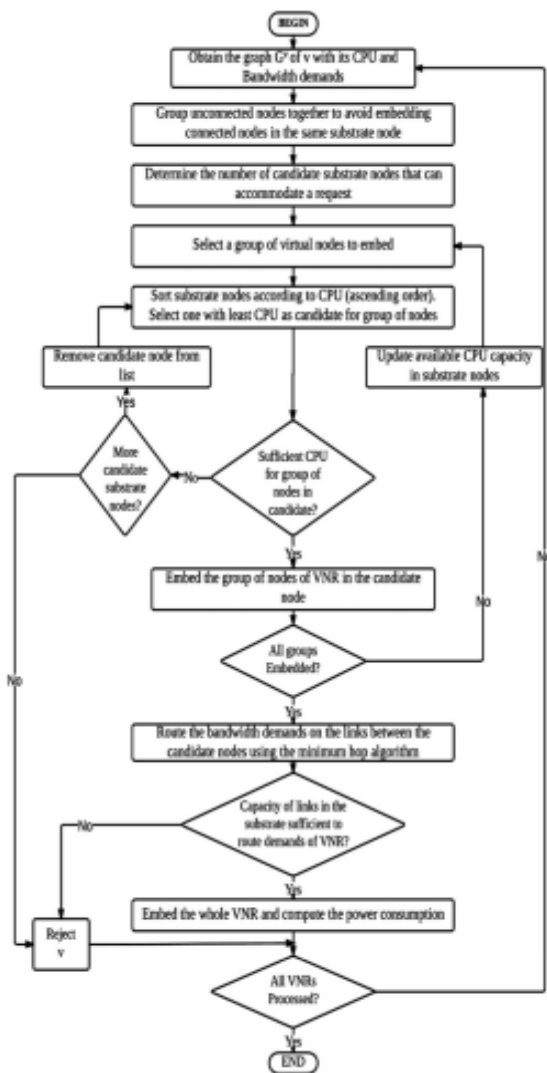 BEGIN
Obtain the graph Gᵛ of v with its CPU and
Bandwidth demands
Group unconnected nodes together to avoid embedding
connected nodes in the same substrate node
Determine the number of candidate substrate nodes that can
accommodate a request
Select a group of virtual nodes to embed
Sort substrate nodes according to CPU (ascending order).
Select one with least CPU as candidate for group of nodes
Remove candidate node from
list
Update available CPU capacity
in substrate nodes
Yes
More
candidate
substrate
nodes?
No
Sufficient CPU
for group of
nodes in
candidate?
Yes
No
Embed the group of nodes of VNR in the candidate
node
No
All groups
Embedded?
No
Yes
Route the bandwidth demands on the links between the
candidate nodes using the minimum hop algorithm
Capacity of links in the
substrate sufficient to
route demands of VNR?
No
Yes
Embed the whole VNR and compute the power consumption
Reject
v
All VNRs
Processed?
Yes
END